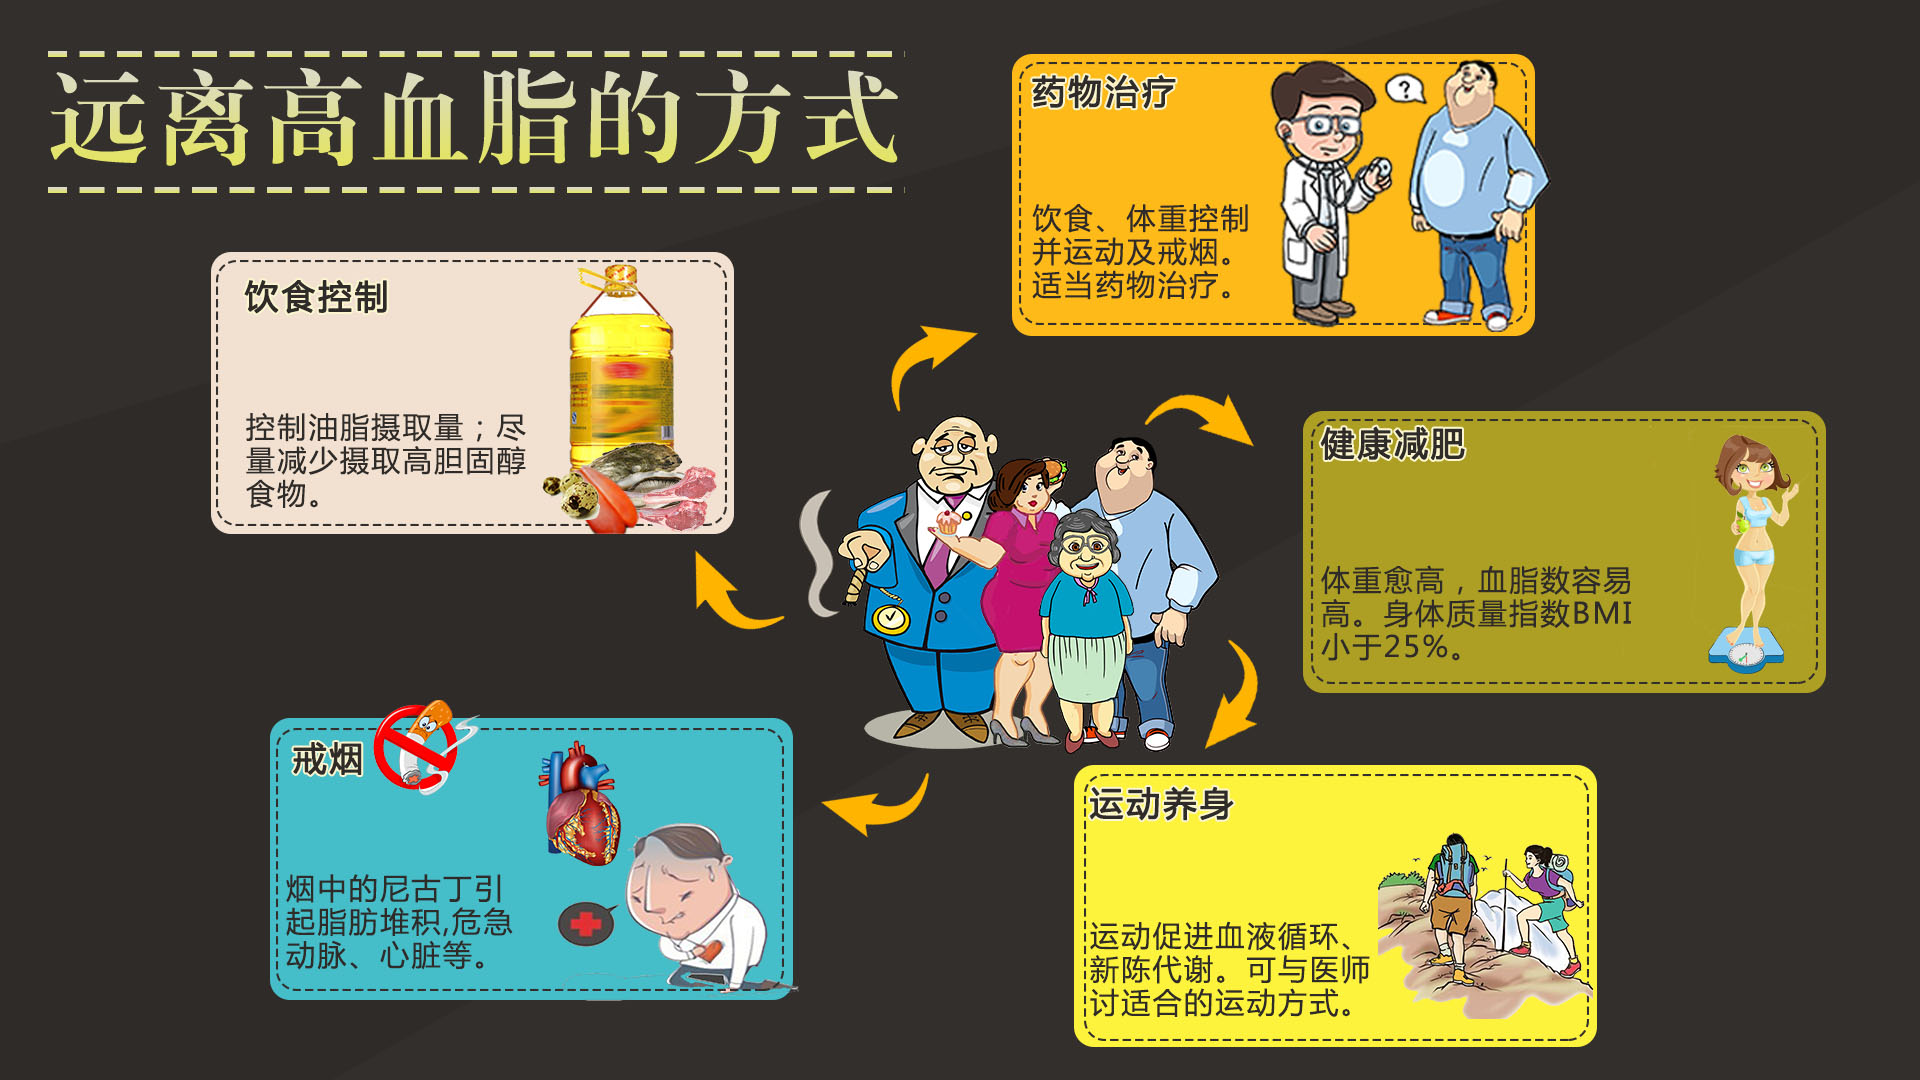 远离高血脂的方式
药物治疗
?
饮食、体重控制
并运动及戒烟。
适当药物治疗。
饮食控制
控制油脂摄取量；尽
量减少摄取高胆固醇
食物。
健康减肥
体重愈高，血脂数容易
高。身体质量指数BMI
小于25%。
戒烟
烟中的尼古丁引
起脂肪堆积,危急
动脉、心脏等。
运动养身
运动促进血液循环、
新陈代谢。可与医师
讨适合的运动方式。